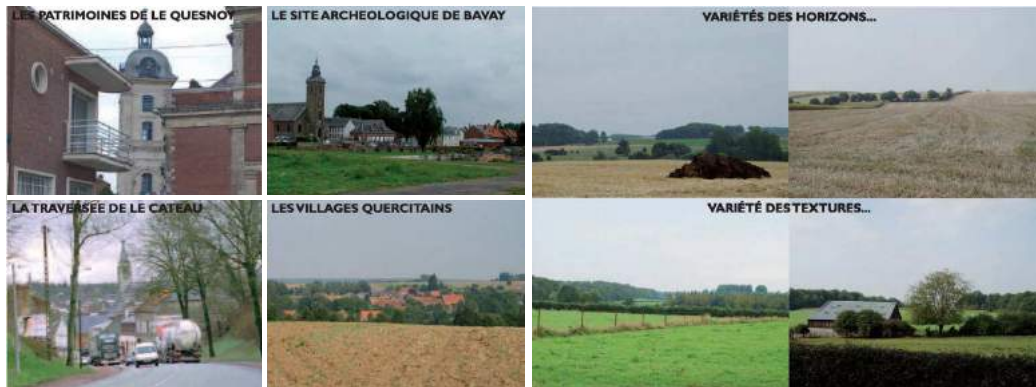 LES PATRIMOINES DE LE QUESNOY
LE SITE ARCHEOLOGIQUE DE BAVAY
VARIÉTÉS DES HORIZONS...
LA TRAVERSEE DE LE CATEAU
LES VILLAGES QUERCITAINS
VARIÉTÉ DES TEXTURES...